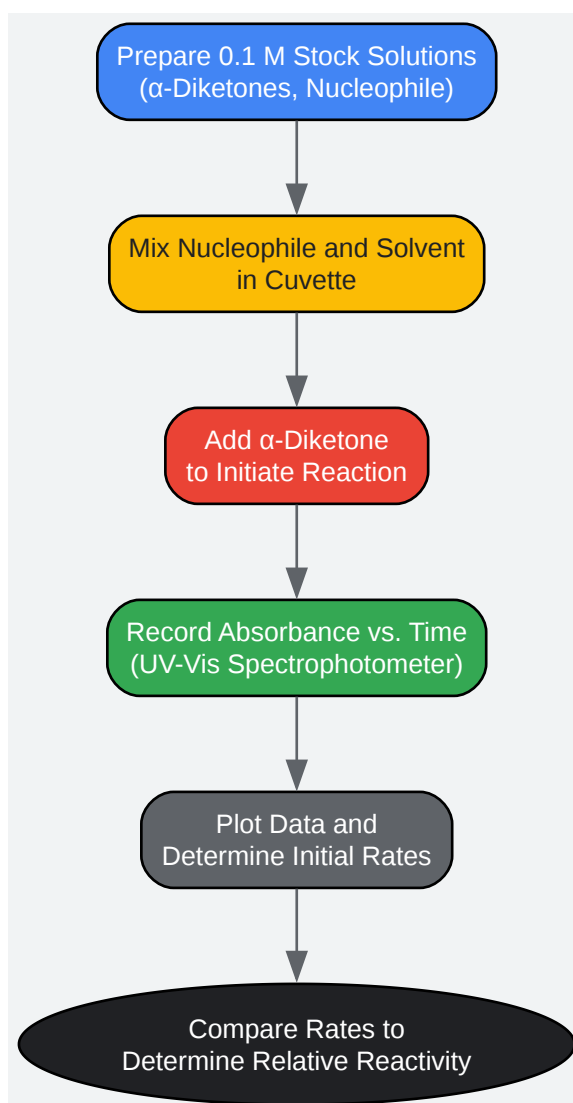 Prepare 0.1 M Stock Solutions
(α-Diketones, Nucleophile)
Mix Nucleophile and Solvent
in Cuvette
Add α-Diketone
to Initiate Reaction
Record Absorbance vs. Time
(UV-Vis Spectrophotometer)
Plot Data and
Determine Initial Rates
Compare Rates to
Determine Relative Reactivity